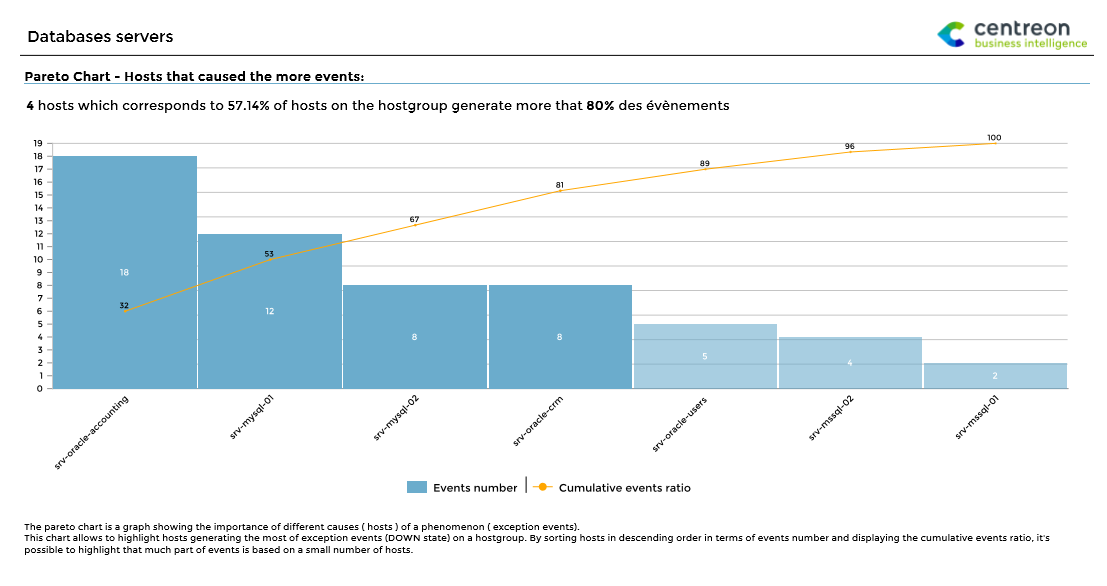 Databases servers
centreon
business intelligence
Pareto Chart - Hosts that caused the more events:
4 hosts which corresponds to 57.14% of hosts on the hostgroup generate more that 80% des évènements
19
18
17
16
15
14
13
12
11
10
9
8
7
6
5
4
3
2
1
0
32
53
67
81
89
96
100
18
12
8
8
5
4
2
srv-oracle-accounting
srv-mysql-01
srv-mysql-02
srv-oracle-crm
srv-oracle-users
srv-mssql-02
srv-mssql-01
Events number
Cumulative events ratio
The pareto chart is a graph showing the importance of different causes ( hosts ) of a phenomenon ( exception events).
This chart allows to highlight hosts generating the most of exception events (DOWN state) on a hostgroup. By sorting hosts in descending order in terms of events number and displaying the cumulative events ratio, it's
possible to highlight that much part of events is based on a small number of hosts.